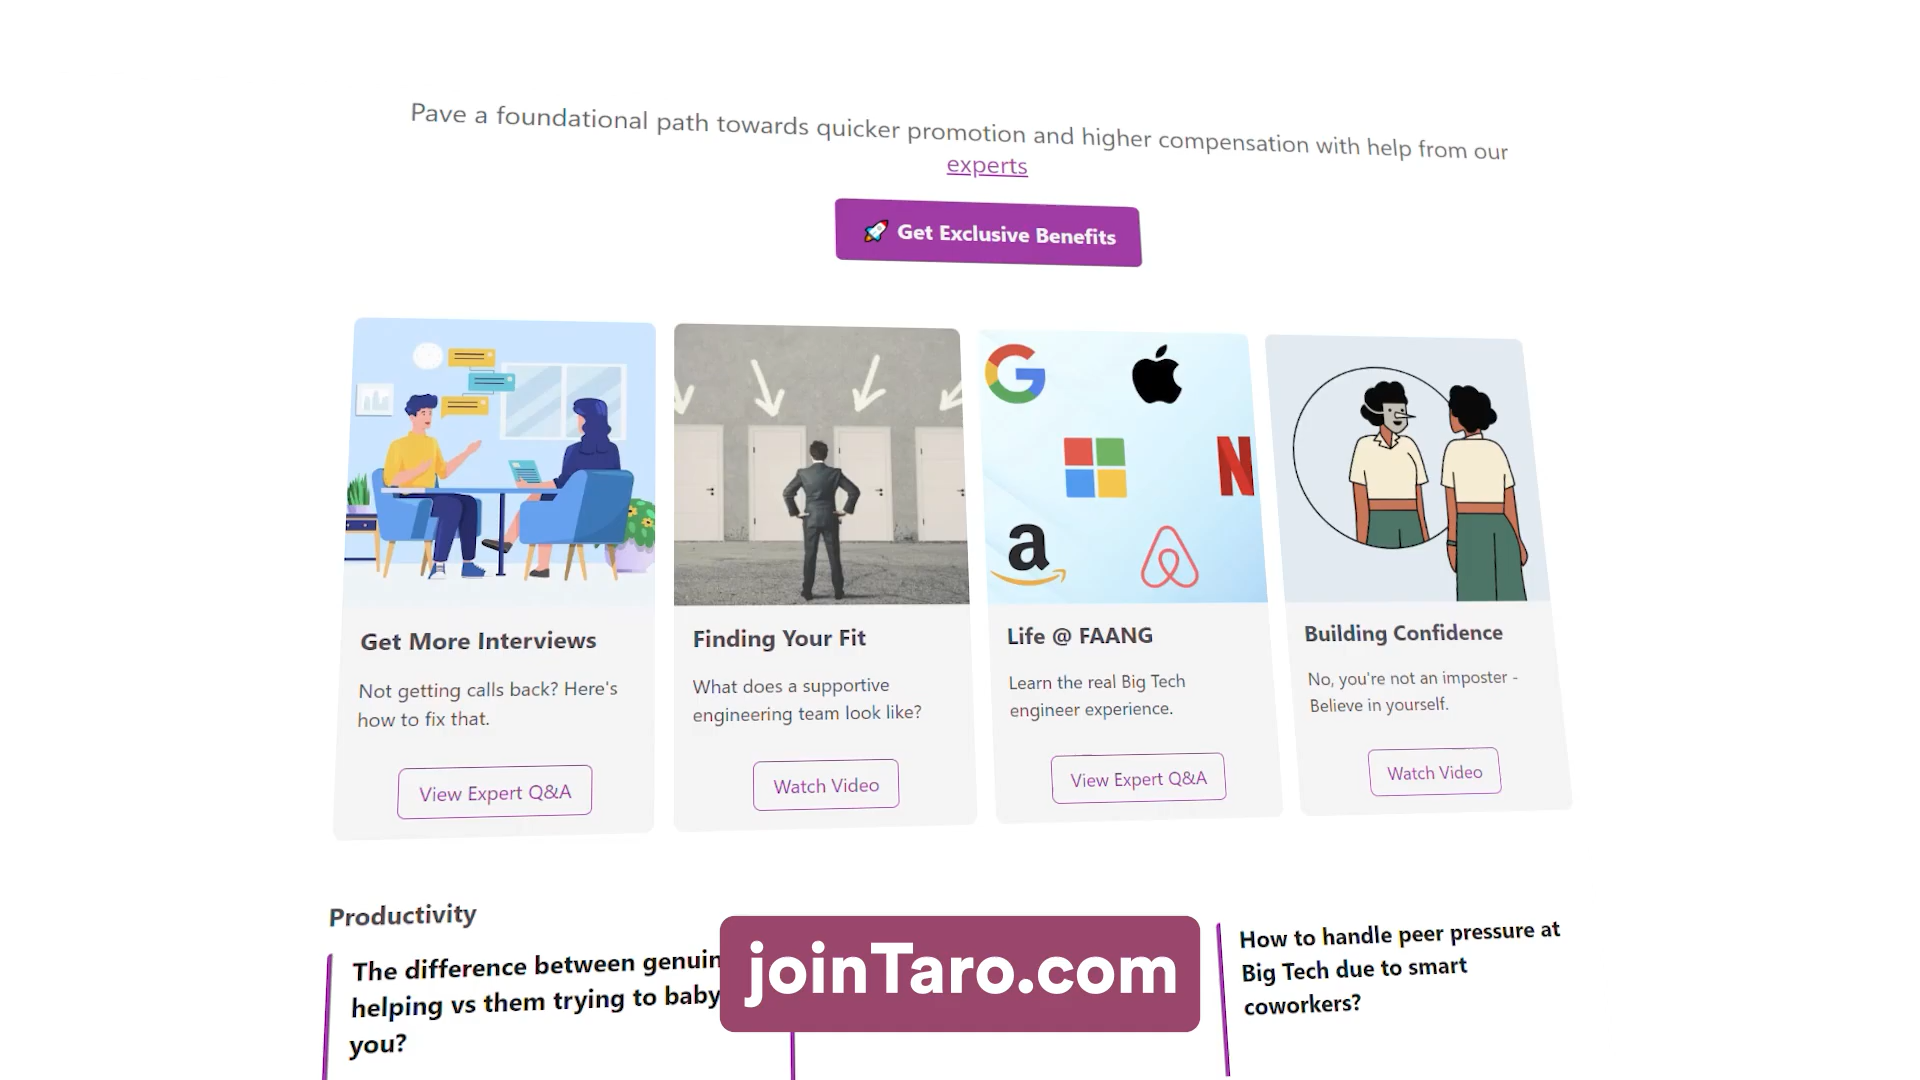 Pave a foundational path towards quicker promotion and higher compensation with help from our
experts
🚀 Get Exclusive Benefits
Get More Interviews
Not getting calls back? Here's
how to fix that.
View Expert Q&A
Finding Your Fit
What does a supportive
engineering team look like?
Watch Video
Life @ FAANG
Learn the real Big Tech
engineer experience.
View Expert Q&A
Building Confidence
No, you're not an imposter -
Believe in yourself.
Watch Video
Productivity
The difference between genuin
helping vs them trying to baby
you?
joinTaro.com
How to handle peer pressure at
Big Tech due to smart
coworkers?